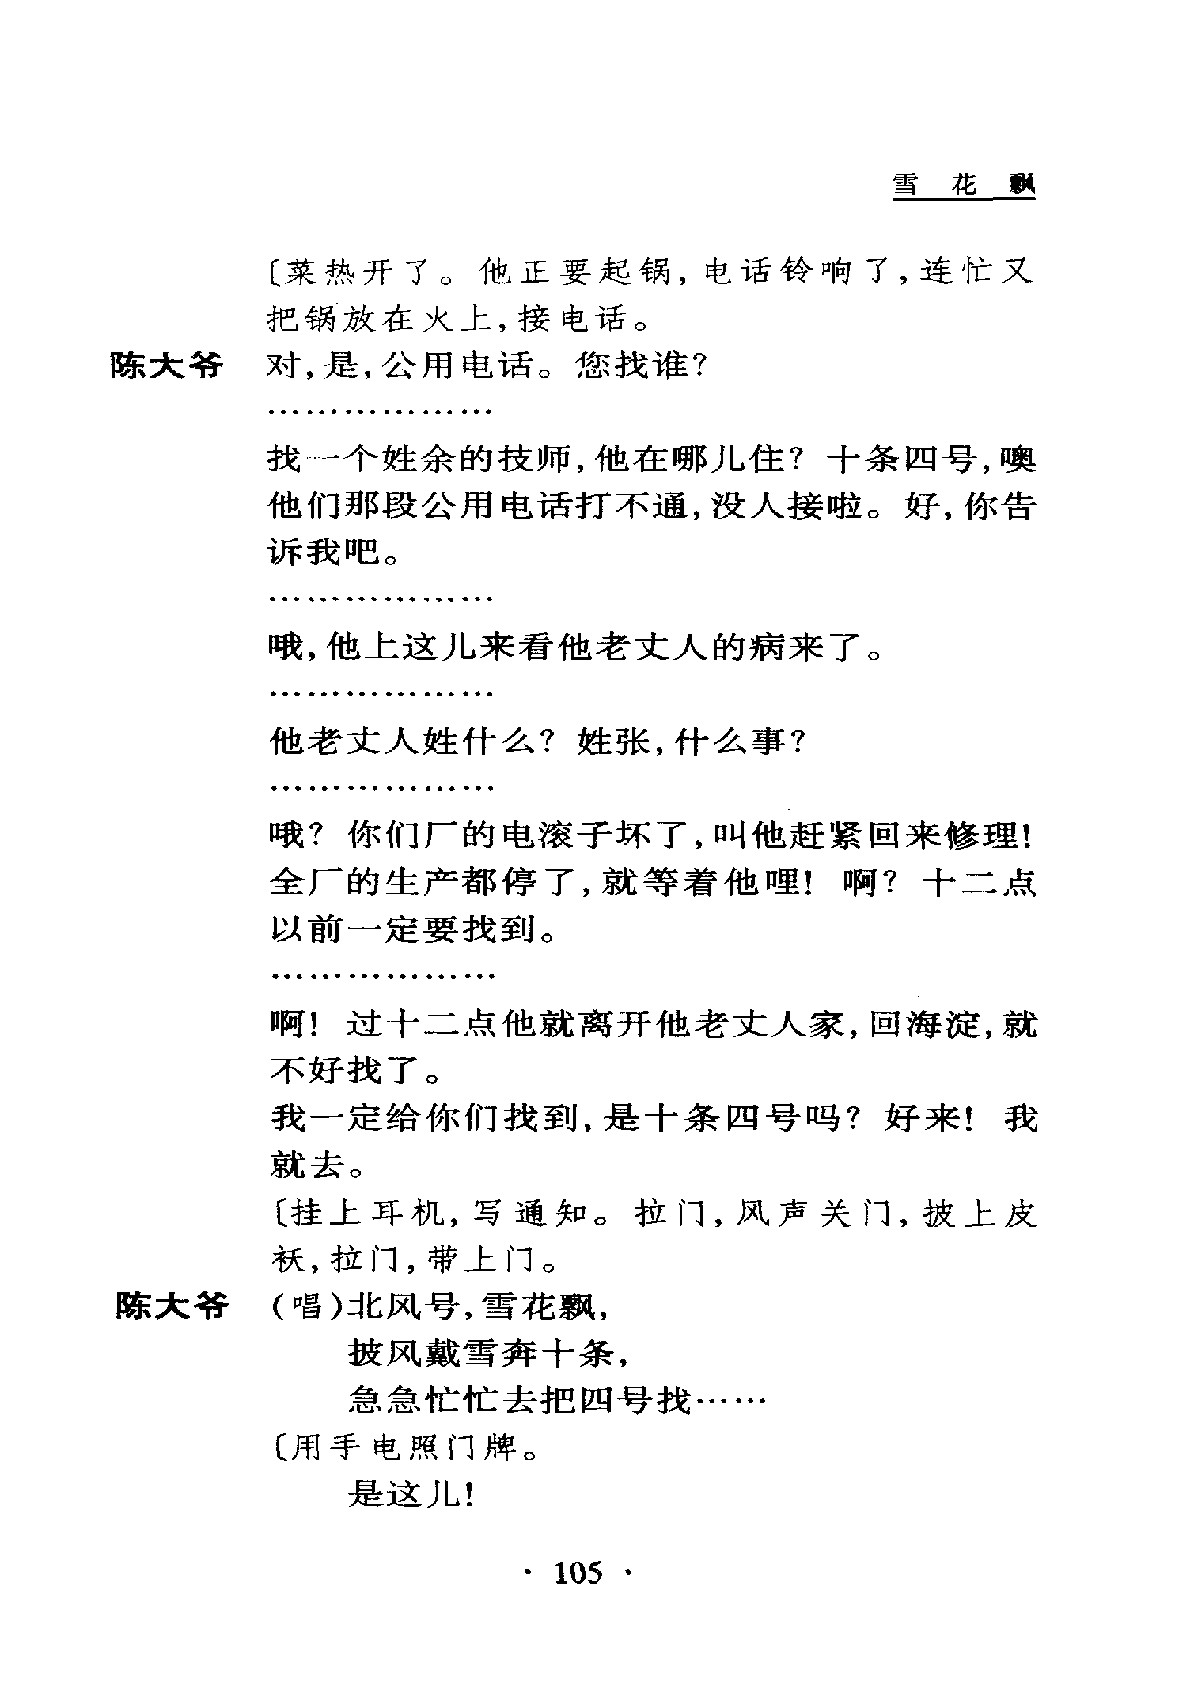 雪花飘
〔菜热开了。他正要起锅,电话铃响了,连忙又
把锅放在火上,接电话。
陈大爷 对,是,公用电话。您找谁?
………………
找一个姓余的技师,他在哪儿住? 十条四号,噢
他们那段公用电话打不通,没人接啦。好,你告
诉我吧。
………………
哦,他上这儿来看他老丈人的病来了。
………………
他老丈人姓什么? 姓张,什么事?
………………
哦? 你们厂的电滚子坏了,叫他赶紧回来修理!
全厂的生产都停了,就等着他哩! 啊? 十二点
以前一定要找到。
………………
啊! 过十二点他就离开他老丈人家,回海淀,就
不好找了。
我一定给你们找到,是十条四号吗? 好来! 我
就去。
〔挂上耳机,写通知。拉门,风声关门,披上皮
袄,拉门,带上门。
陈大爷 (唱)北风号,雪花飘,
披风戴雪奔十条,
急急忙忙去把四号找……
〔用手电照门牌。
是这儿!
· 105 ·